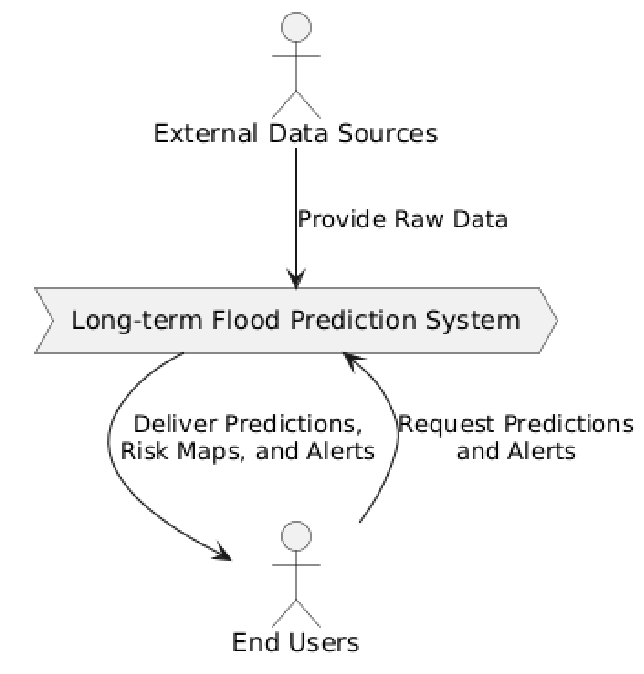 External Data Sources
Provide Raw Data
Long-term Flood Prediction System
Deliver Predictions,
Risk Maps, and Alerts
Request Predictions
and Alerts
End Users